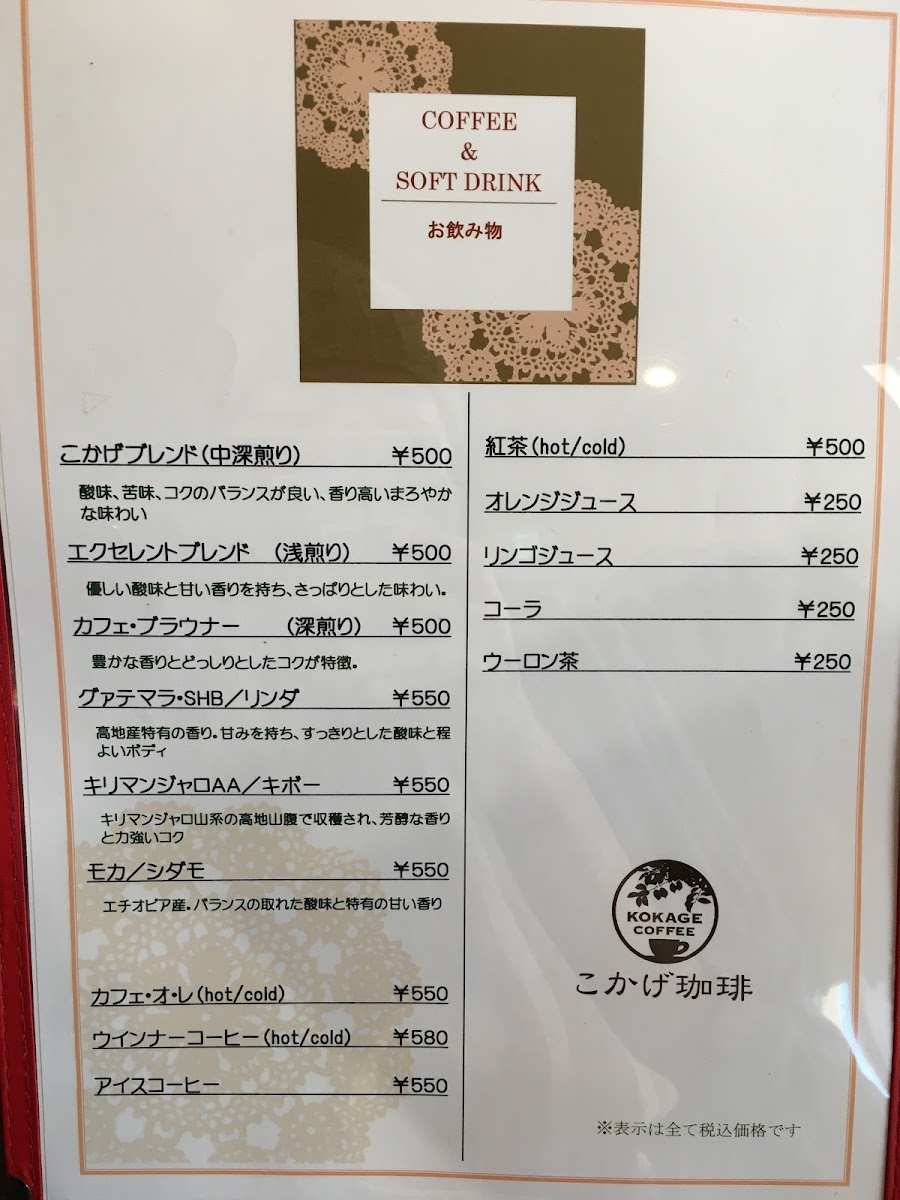 COFFEE
&
SOFT DRINK
お飲み物
こかげブレンド(中深煎り) ￥500
酸味、苦味、コクのバランスが良い、香り高いまろやか
な味わい
エクセレントブレンド (浅煎り) ￥500
優しい酸味と甘い香りを持ち、さっぱりとした味わい。
カフェ・ブラウナー (深煎り) ￥500
豊かな香りとどっしりとしたコクが特徴。
グァテマラ・SHB／リンダ ￥550
高地産特有の香り。甘みを持ち、すっきりとした酸味と程
よいボディ
キリマンジャロAA／キボー ￥550
キリマンジャロ山系の高地山腹で収穫され、芳醇な香り
と力強いコク
モカ／シダモ ￥550
エチオピア産。バランスの取れた酸味と特有の甘い香り
カフェ・オ・レ(hot/cold) ￥550
ウインナーコーヒー(hot/cold) ￥580
アイスコーヒー ￥550
紅茶(hot/cold) ￥500
オレンジジュース ￥250
リンゴジュース ￥250
コーラ ￥250
ウーロン茶 ￥250
KOKAGE
COFFEE
こかげ珈琲
※表示は全て税込価格です